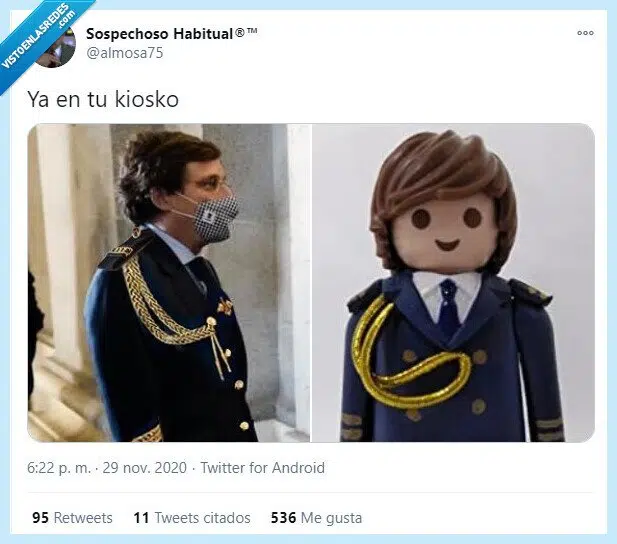 VISTOENLASREDES
.com
Sospechoso Habitual®™
@almosa75
Ya en tu kiosko
6:22 p. m. · 29 nov. 2020 · Twitter for Android
95 Retweets 11 Tweets citados 536 Me gusta